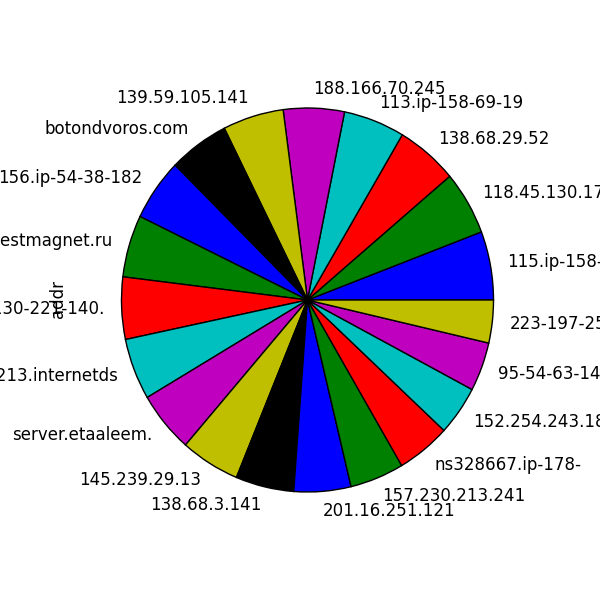 188.166.70.245
139.59.105.141
113.ip-158-69-19
botondvoros.com
138.68.29.52
156.ip-54-38-182
118.45.130.17
estmagnet.ru
115.ip-158-
addr
.30-22 -140.
223-197-25
213.internetds
95-54-63-14
152.254.243.18
server.etaaleem.
ns328667.ip-178-
145.239.29.13
157.230.213.241
138.68.3.141
201.16.251.121